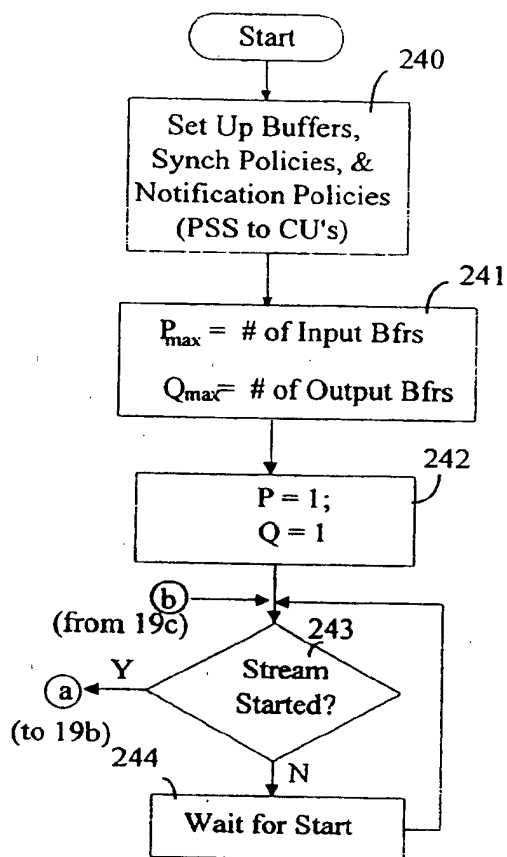 Start
240
Set Up Buffers,
Synch Policies, &
Notification Policies
(PSS to CU's)
241
Pmax = # of Input Bfrs
Qmax= # of Output Bfrs
242
P = 1;
Q = 1
b
(from 19c)
243
Stream
Started?
Y
a
(to 19b)
244
N
Wait for Start